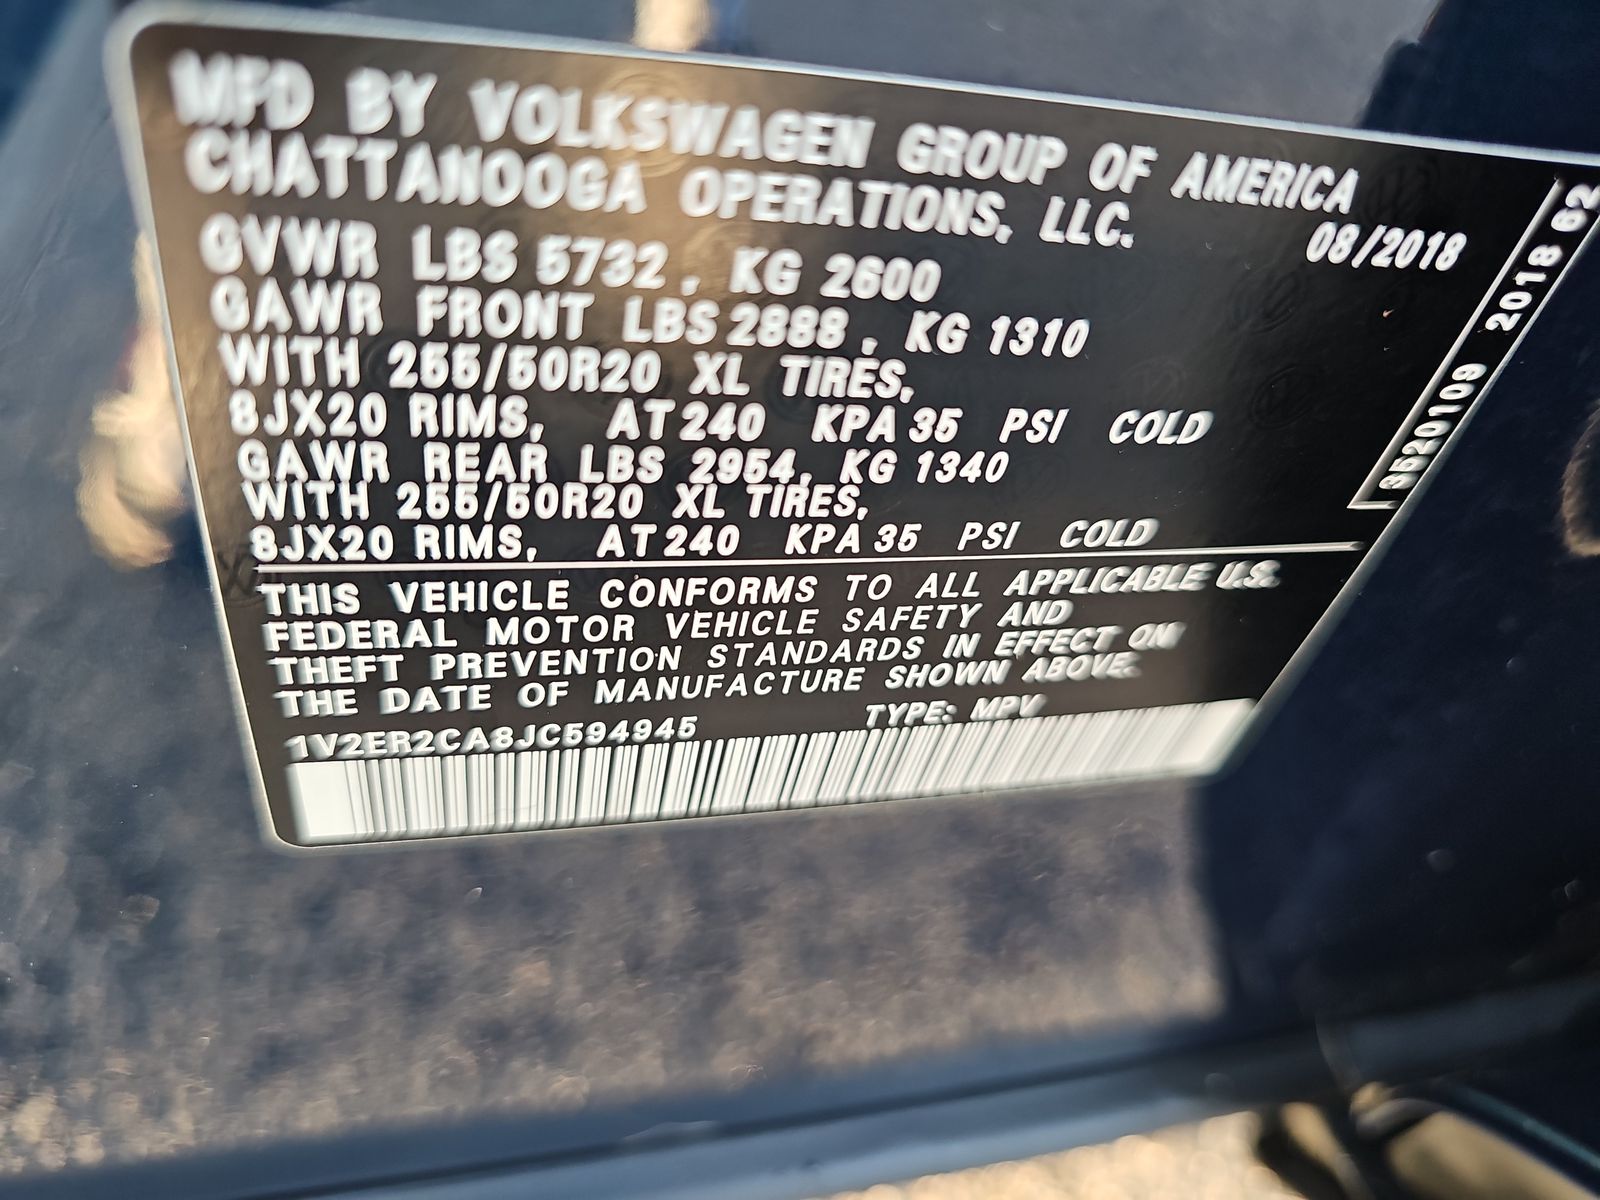 MFD BY VOLKSWAGEN GROUP OF AMERICA
CHATTANOOGA OPERATIONS, LLC.
08/2018
GVWR LBS 5732, KG 2600
GAWR FRONT LBS 2888, KG 1310
WITH 255/50R20 XL TIRES,
8JX20 RIMS, AT 240 KPA 35 PSI COLD
GAWR REAR LBS 2954, KG 1340
WITH 255/50R20 XL TIRES,
8JX20 RIMS, AT 240 KPA 35 PSI COLD
THIS VEHICLE CONFORMS TO ALL APPLICABLE U.S.
FEDERAL MOTOR VEHICLE SAFETY AND
THEFT PREVENTION STANDARDS IN EFFECT ON
THE DATE OF MANUFACTURE SHOWN ABOVE.
1V2ER2CA8JC594945 TYPE: MPV
3520109 2018 62